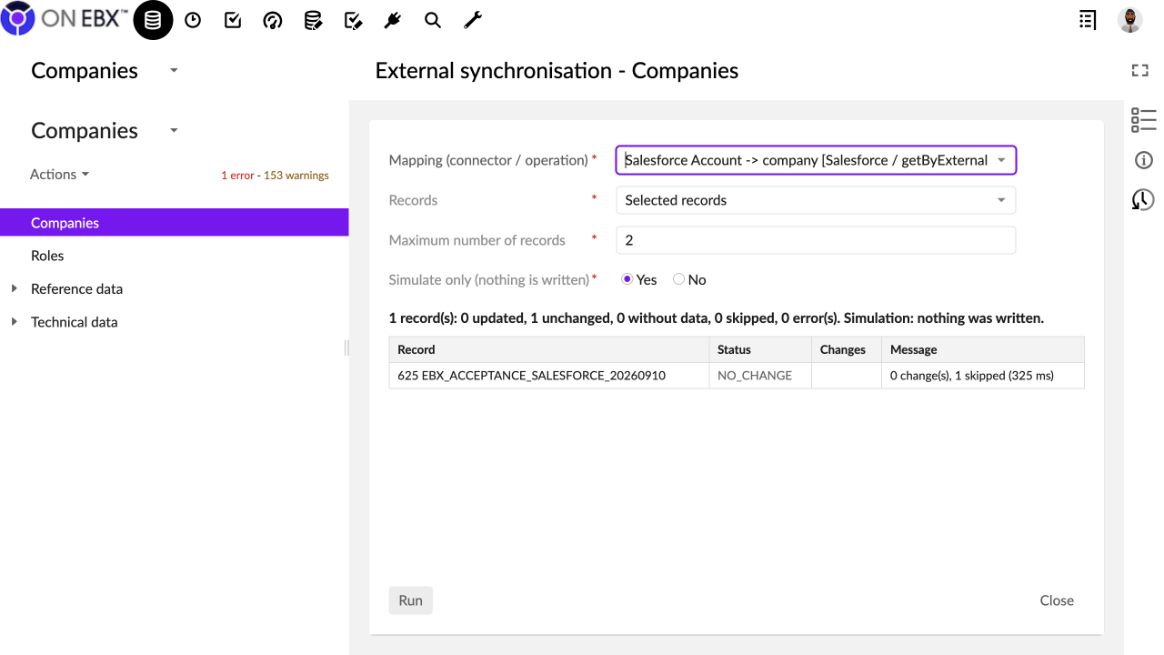 ON EBX™
Companies
External synchronisation - Companies
Companies
Actions
1 error - 153 warnings
Companies
Roles
Reference data
Technical data
Mapping (connector / operation) *
Salesforce Account -> company [Salesforce / getByExternal
Records *
Selected records
Maximum number of records *
2
Simulate only (nothing is written) *
Yes No
1 record(s): 0 updated, 1 unchanged, 0 without data, 0 skipped, 0 error(s). Simulation: nothing was written.
Record Status Changes Message
625 EBX_ACCEPTANCE_SALESFORCE_20260910 NO_CHANGE 0 change(s), 1 skipped (325 ms)
Run Close